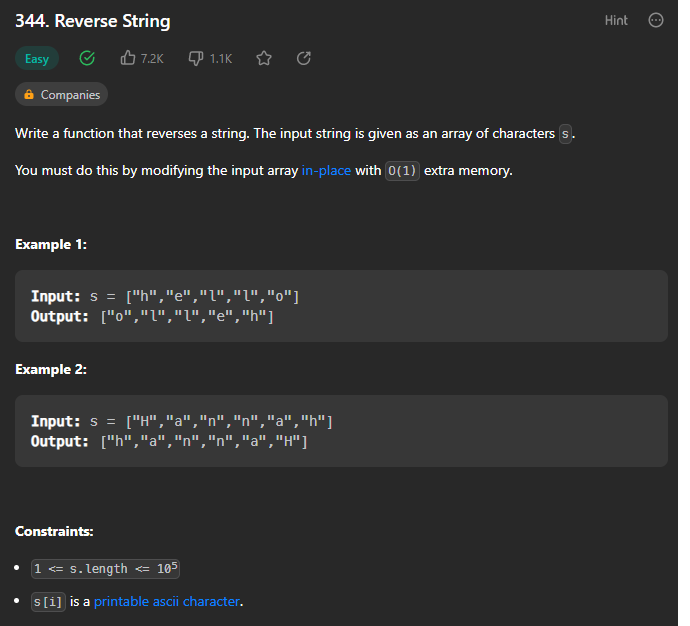 344. Reverse String
Hint
Easy
7.2K
1.1K
Companies
Write a function that reverses a string. The input string is given as an array of characters s.
You must do this by modifying the input array in-place with O(1) extra memory.
Example 1:
Input: s = ["h","e","l","l","o"]
Output: ["o","l","l","e","h"]
Example 2:
Input: s = ["H","a","n","n","a","h"]
Output: ["h","a","n","n","a","H"]
Constraints:
1 <= s.length <= 10⁵
s[i] is a printable ascii character.